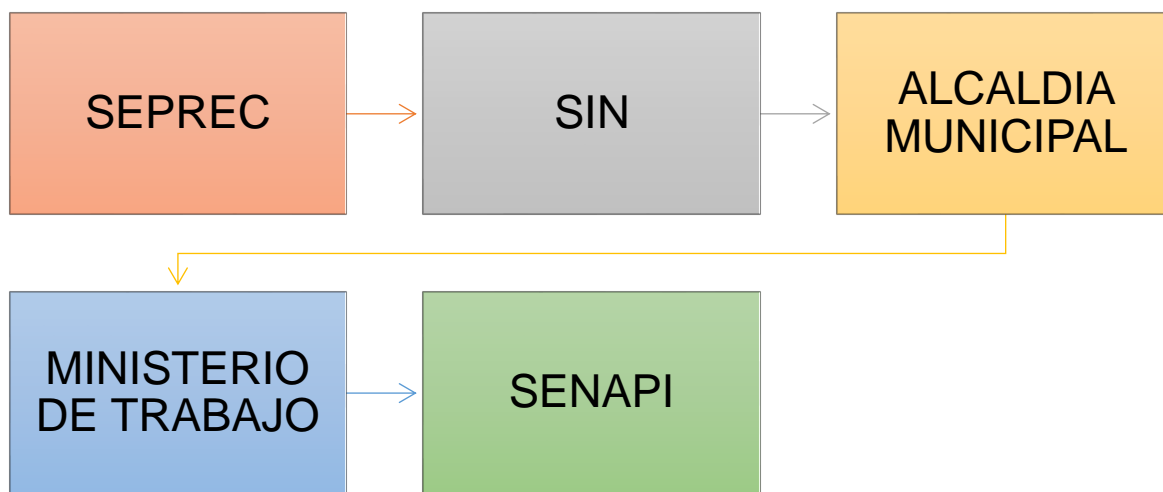 SEPREC
SIN
ALCALDIA
MUNICIPAL
MINISTERIO
DE TRABAJO
SENAPI